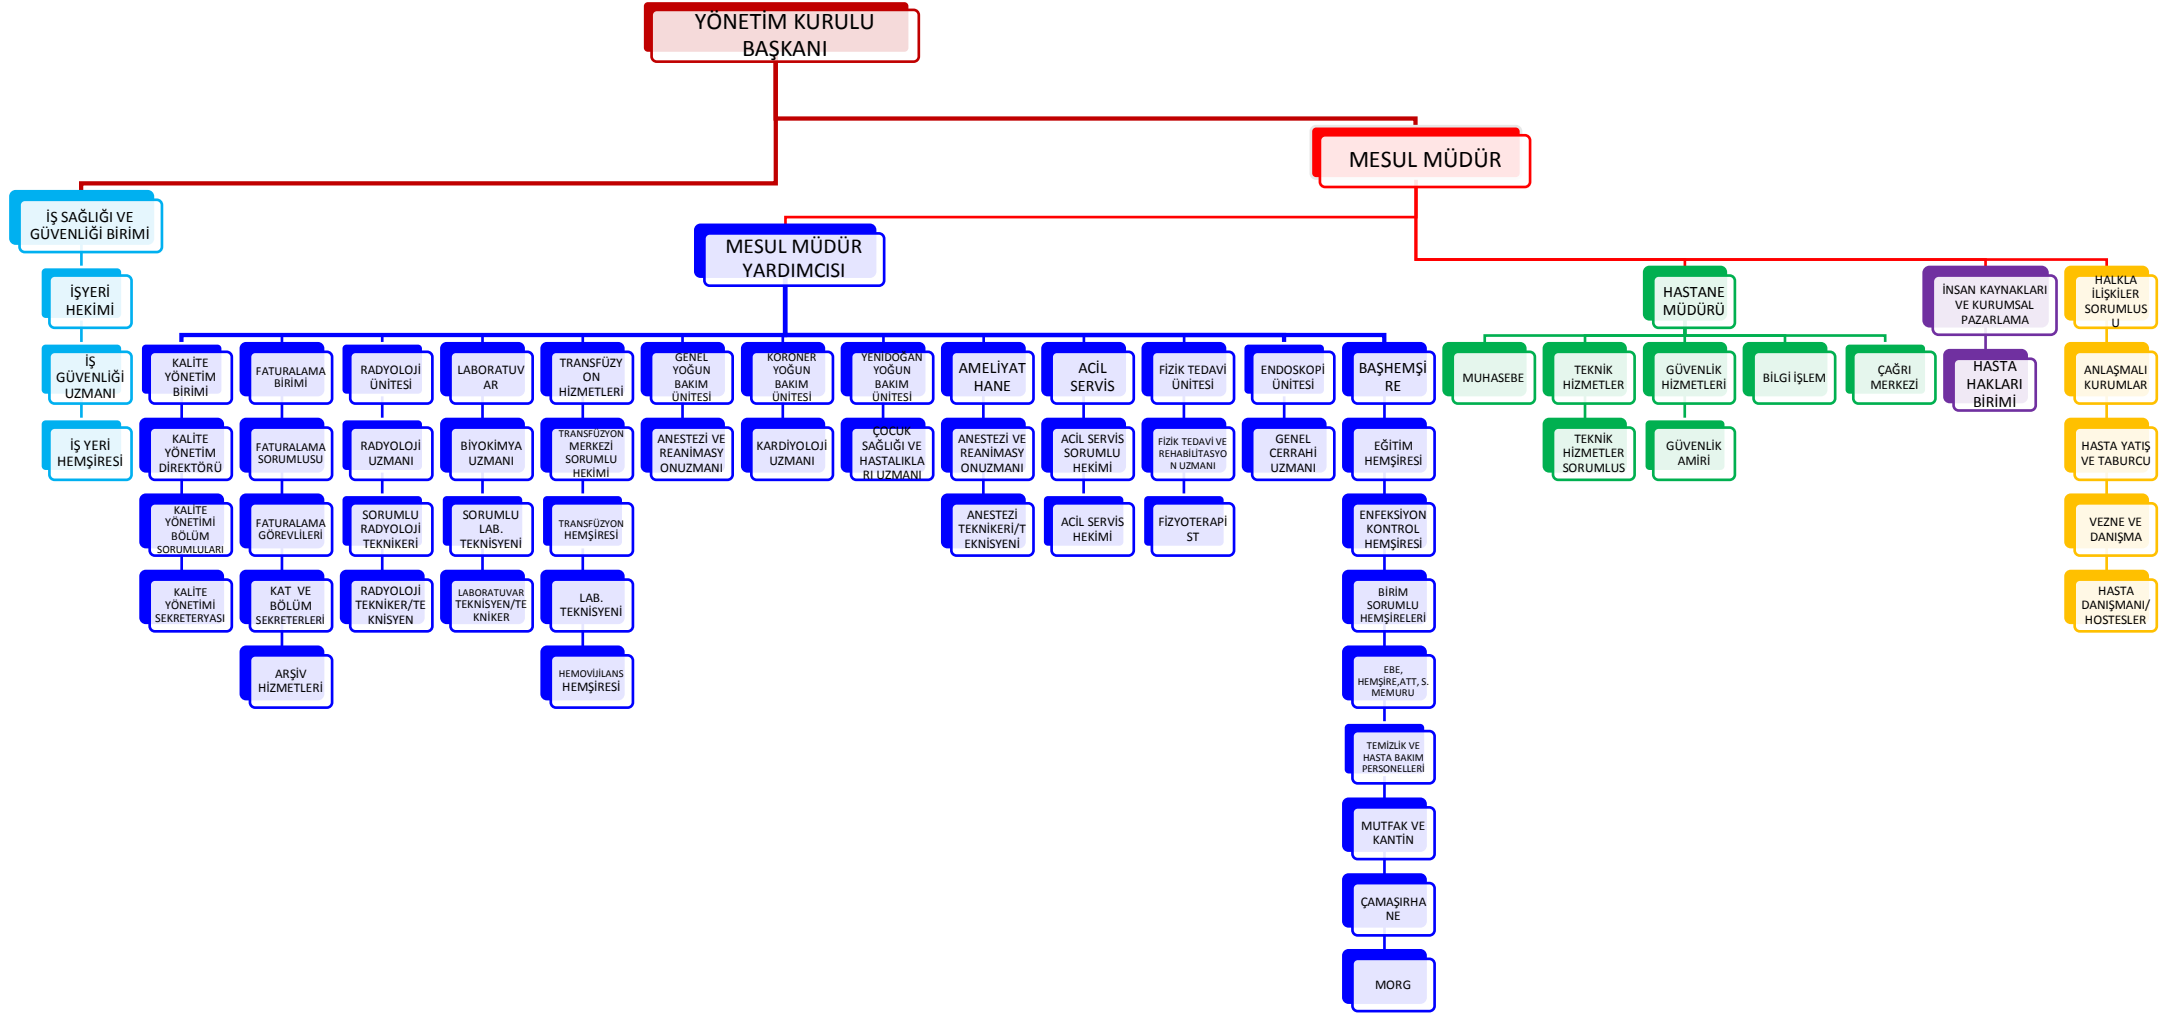 YÖNETİM KURULU
BAŞKANI
MESUL MÜDÜR
İŞ SAĞLIĞI VE
GÜVENLİĞİ BİRİMİ
İŞYERİ
HEKİMİ
İŞ
GÜVENLİĞİ
UZMANI
İŞ YERİ
HEMŞİRESİ
MESUL MÜDÜR
YARDIMCISI
KALİTE
YÖNETİM
BİRİMİ
KALİTE
YÖNETİM
DİREKTÖRÜ
KALİTE
YÖNETİMİ
BÖLÜM
SORUMLULARI
KALİTE
YÖNETİMİ
SEKRETERYASI
FATURALAMA
BİRİMİ
FATURALAMA
SORUMLUSU
FATURALAMA
GÖREVLİLERİ
KAT VE
BÖLÜM
SEKRETERLERİ
ARŞİV
HİZMETLERİ
RADYOLOJİ
ÜNİTESİ
RADYOLOJİ
UZMANI
SORUMLU
RADYOLOJİ
TEKNİKERİ
RADYOLOJİ
TEKNİKER/TE
KNİSYEN
LABORATUV
AR
BİYOKİMYA
UZMANI
SORUMLU
LAB.
TEKNİSYENİ
LABORATUVAR
TEKNİSYEN/TE
KNİKER
TRANSFÜZY
ON
HİZMETLERİ
TRANSFÜZYON
MERKEZİ
SORUMLU
HEKİMİ
TRANSFÜZYON
HEMŞİRESİ
LAB.
TEKNİSYENİ
HEMOVİJİLANS
HEMŞİRESİ
GENEL
YOĞUN
BAKIM
ÜNİTESİ
ANESTEZİ VE
REANİMASY
ONUZMANI
KORONER
YOĞUN
BAKIM
ÜNİTESİ
KARDİYOLOJİ
UZMANI
YENİDOĞAN
YOĞUN
BAKIM
ÜNİTESİ
ÇOCUK
SAĞLIĞI VE
HASTALIKLA
RI UZMANI
AMELİYAT
HANE
ANESTEZİ VE
REANİMASY
ONUZMANI
ANESTEZİ
TEKNİKERİ/T
EKNİSYENİ
ACİL
SERVİS
ACİL SERVİS
SORUMLU
HEKİMİ
ACİL SERVİS
HEKİMİ
FİZİK TEDAVİ
ÜNİTESİ
FİZİK TEDAVİ VE
REHABİLİTASYO
N UZMANI
FİZYOTERAPİ
ST
ENDOSKOPİ
ÜNİTESİ
GENEL
CERRAHİ
UZMANI
BAŞHEMŞİ
RE
EĞİTİM
HEMŞİRESİ
ENFEKSİYON
KONTROL
HEMŞİRESİ
BİRİM
SORUMLU
HEMŞİRELERİ
EBE,
HEMŞİRE,ATT, S.
MEMURU
TEMİZLİK VE
HASTA BAKIM
PERSONELLERİ
MUTFAK VE
KANTİN
ÇAMAŞIRHA
NE
MORG
HASTANE
MÜDÜRÜ
MUHASEBE
TEKNİK
HİZMETLER
TEKNİK
HİZMETLER
SORUMLUS
GÜVENLİK
HİZMETLERİ
GÜVENLİK
AMİRİ
BİLGİ İŞLEM
ÇAĞRI
MERKEZİ
İNSAN KAYNAKLARI
VE KURUMSAL
PAZARLAMA
HASTA
HAKLARI
BİRİMİ
HALKLA
İLİŞKİLER
SORUMLUS
U
ANLAŞMALI
KURUMLAR
HASTA YATIŞ
VE TABURCU
VEZNE VE
DANIŞMA
HASTA
DANIŞMANI/
HOSTESLER